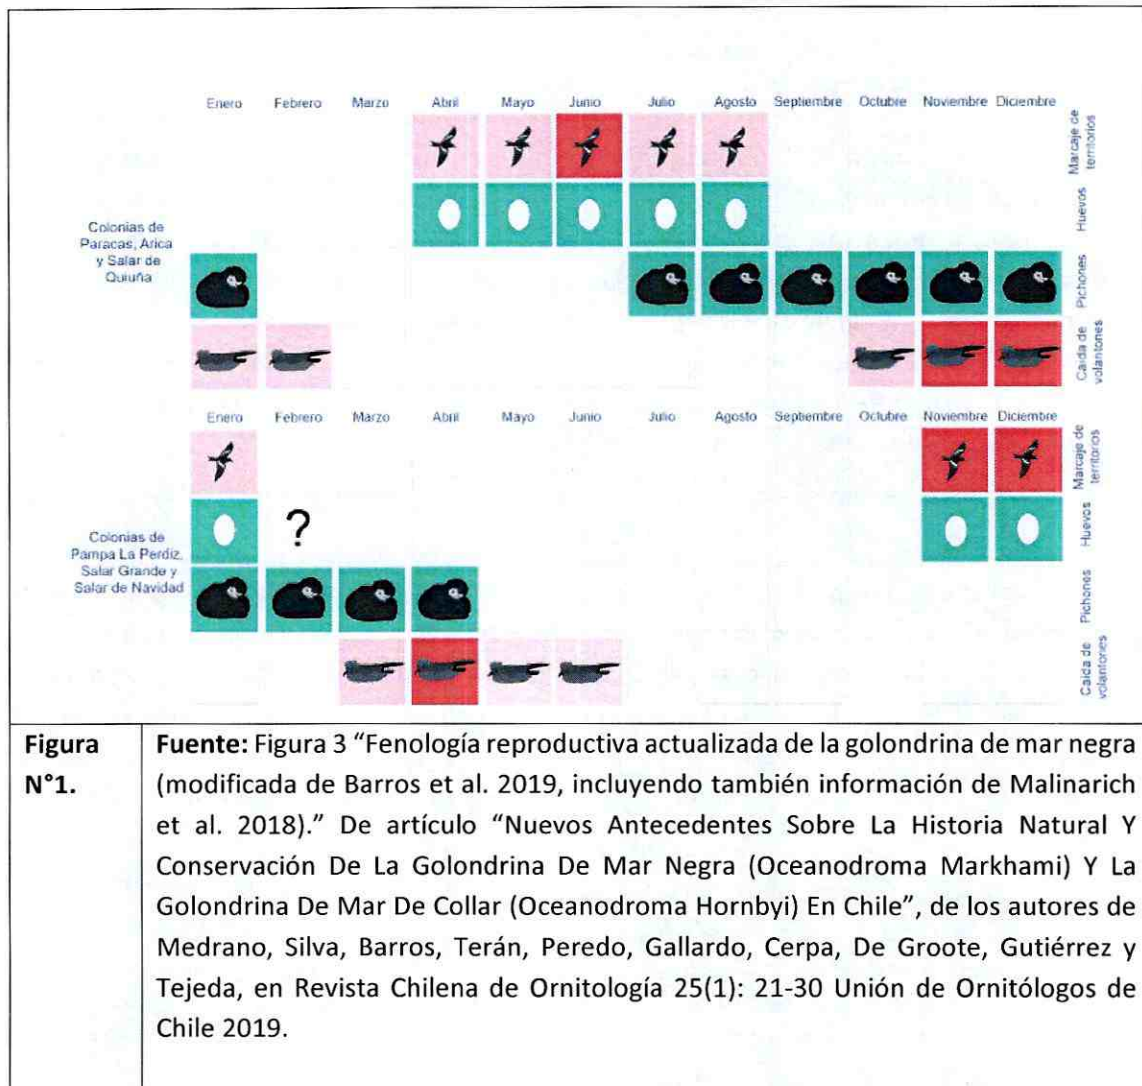 Enero Febrero Marzo Abril Mayo Junio Julio Agosto Septiembre Octubre Noviembre Diciembre
Marcaje de
territorios
Huevos
Colonias de
Paracas, Arica
y Salar de
Quiuña
Pichones
Caída de
volantones
Enero Febrero Marzo Abril Mayo Junio Julio Agosto Septiembre Octubre Noviembre Diciembre
Marcaje de
territorios
?
Huevos
Colonias de
Pampa La Perdiz,
Salar Grande y
Salar de Navidad
Pichones
Caída de
volantones
Figura
N°1.
Fuente: Figura 3 “Fenología reproductiva actualizada de la golondrina de mar negra
(modificada de Barros et al. 2019, incluyendo también información de Malinarich
et al. 2018).” De artículo “Nuevos Antecedentes Sobre La Historia Natural Y
Conservación De La Golondrina De Mar Negra (Oceanodroma Markhami) Y La
Golondrina De Mar De Collar (Oceanodroma Hornbyi) En Chile”, de los autores de
Medrano, Silva, Barros, Terán, Peredo, Gallardo, Cerpa, De Groote, Gutiérrez y
Tejeda, en Revista Chilena de Ornitología 25(1): 21-30 Unión de Ornitólogos de
Chile 2019.